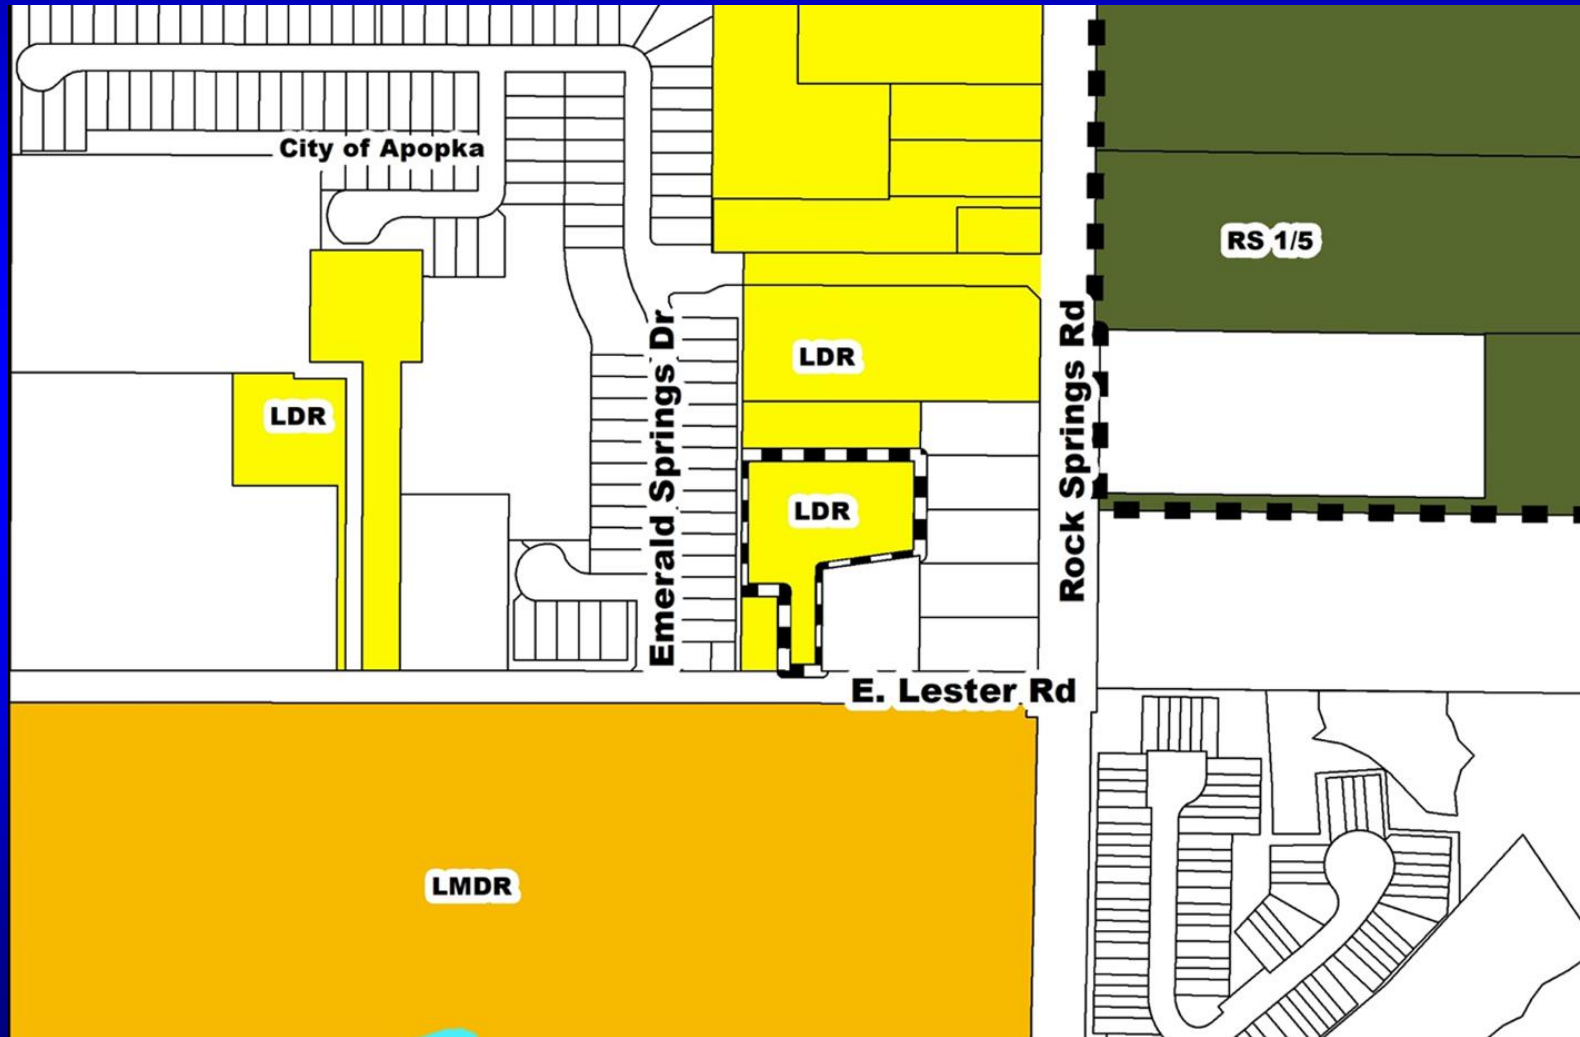 City of Apopka
RS 1/5
LDR
LDR
Emerald Springs Dr
Rock Springs Rd
LDR
E. Lester Rd
LMDR